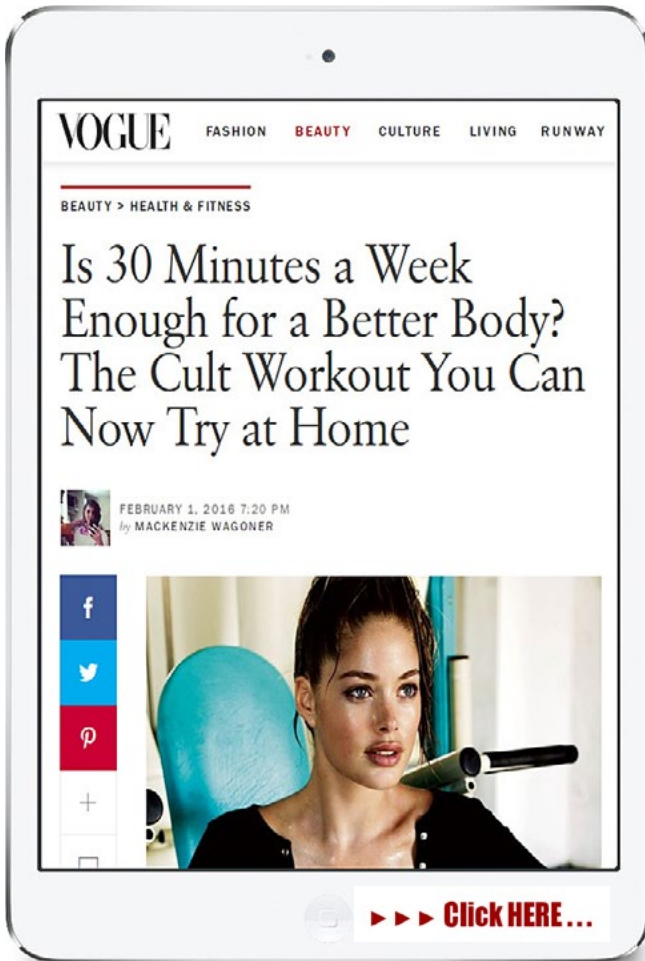 VOGUE FASHION BEAUTY CULTURE LIVING RUNWAY
BEAUTY > HEALTH & FITNESS
Is 30 Minutes a Week
Enough for a Better Body?
The Cult Workout You Can
Now Try at Home
FEBRUARY 1, 2016 7:20 PM
by MACKENZIE WAGONER
►►► Click HERE...